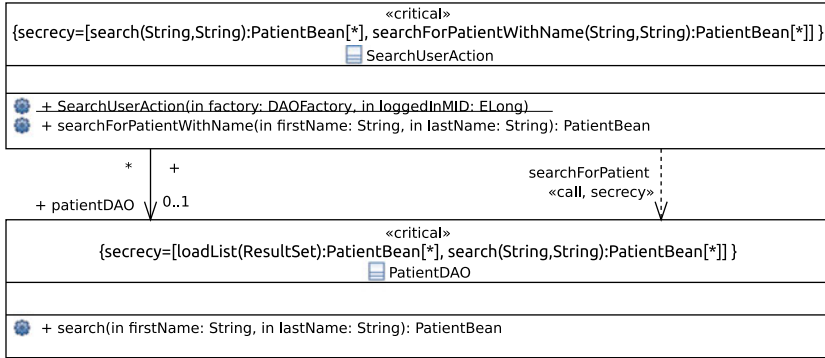 «critical»
{secrecy=[search(String,String):PatientBean[*], searchForPatientWithName(String,String):PatientBean[*]] }
SearchUserAction
+ SearchUserAction(in factory: DAOFactory, in loggedInMID: ELong)
+ searchForPatientWithName(in firstName: String, in lastName: String): PatientBean
* +
searchForPatient
«call, secrecy»
+ patientDAO 0..1
«critical»
{secrecy=[loadList(ResultSet):PatientBean[*], search(String,String):PatientBean[*]] }
PatientDAO
+ search(in firstName: String, in lastName: String): PatientBean